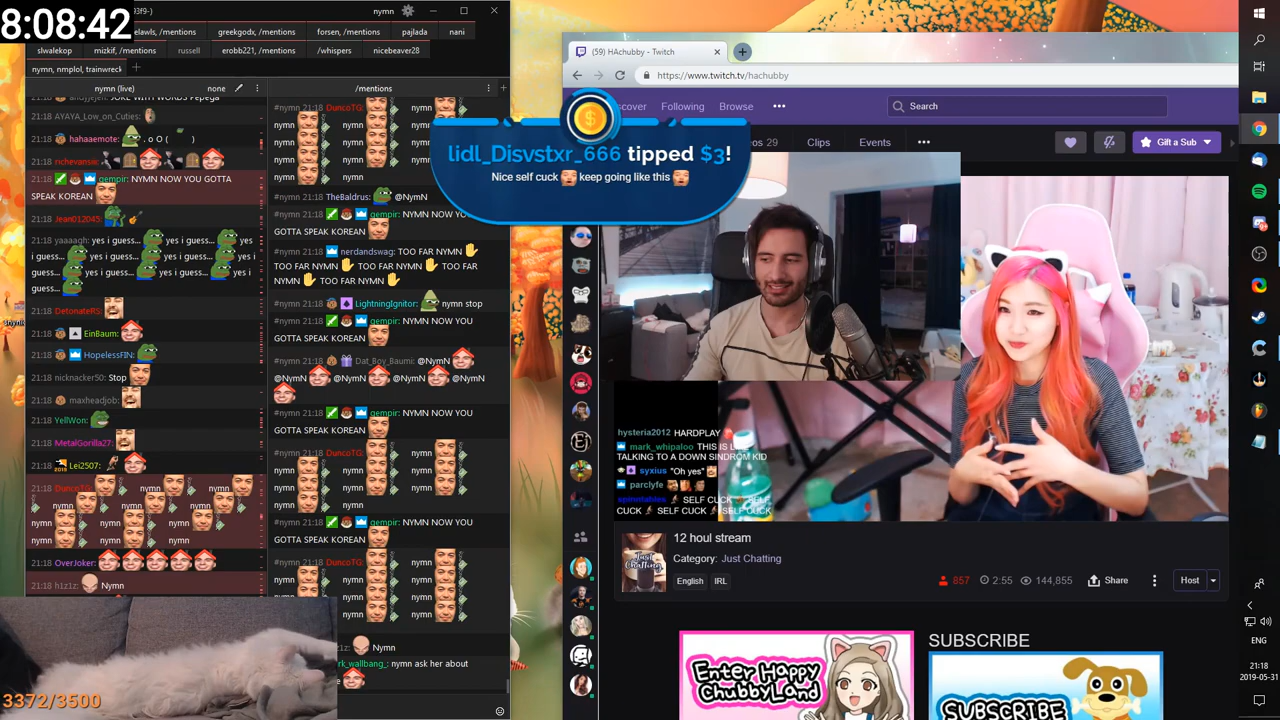 8:08:42
93f9-)
nymn
elawls, /mentions
greekgodx, /mentions
forsen, /mentions
pajlada
nani
slwalekop
mizkif, /mentions
russell
erobb221, /mentions
/whispers
nicebeaver28
nymn, nmplol, trainwreck
nymn (live)
none
/mentions
21:18 AYAYA_Low_on_Cuties:
21:18 hahaaemote: . o O ( )
21:18
21:18 gempir: NYMN NOW YOU GOTTA
SPEAK KOREAN
21:18 Jean012045:
21:18 yaaaagh: yes i guess... yes i guess...
yes i guess... yes i guess... yes
i guess... yes i guess... yes i
guess... yes i guess... yes i
guess...
21:18 DetonateRS:
21:18 EinBaum:
21:18 HopelessFIN:
21:18 nicknacker50: Stop
21:18 maxheadjob:
21:18 YellWon:
21:18 MetalGorilla27:
21:18 Lei2507:
21:18 DuncoTG: nymn nymn
nymn nymn nymn
nymn nymn nymn
nymn nymn
21:18 OverJoker:
21:18 h1z1z: Nymn
#nymn 21:18 DuncoTG:
nymn nymn nymn
nymn nymn nymn
nymn nymn nymn
nymn nymn
#nymn 21:18 TheBaldrus: @NymN
#nymn 21:18 gempir: NYMN NOW YOU
GOTTA SPEAK KOREAN
#nymn 21:18 nerdandswag: TOO FAR NYMN
TOO FAR NYMN TOO FAR NYMN TOO FAR
NYMN TOO FAR NYMN
#nymn 21:18 LightningIgnitor: nymn stop
#nymn 21:18 gempir: NYMN NOW YOU
GOTTA SPEAK KOREAN
#nymn 21:18 Dat_Boy_Baumi: @NymN
@NymN @NymN @NymN @NymN
#nymn 21:18 gempir: NYMN NOW YOU
GOTTA SPEAK KOREAN
#nymn 21:18 DuncoTG:
nymn nymn nymn
nymn nymn nymn
nymn nymn
#nymn 21:18 gempir: NYMN NOW YOU
GOTTA SPEAK KOREAN
#nymn 21:18 DuncoTG:
nymn nymn nymn
nymn nymn nymn
nymn nymn
Nymn
rk_wallbang_: nymn ask her about
3372/3500
lidl_Disvstxr_666 tipped $3!
Nice self cuck keep going like this
(59) HAchubby - Twitch
https://www.twitch.tv/hachubby
Following
Browse
Search
29
Clips
Events
Gift a Sub
hysteria2012 HARDPLAY
mark_whipaloo: THIS IS LIKE
TALKING TO A DOWN SINDROM KID
syxius "Oh yes"
parclyfe
spinotables SELF CUCK SELF
CUCK SELF CUCK SELF CUCK
12 houl stream
Category: Just Chatting
English
IRL
857
2:55
144,855
Share
Host
Just
Chatting
Enter Happy
ChubbyLand
SUBSCRIBE
SUBSCRIBE
ENG
21:18
2019-05-31